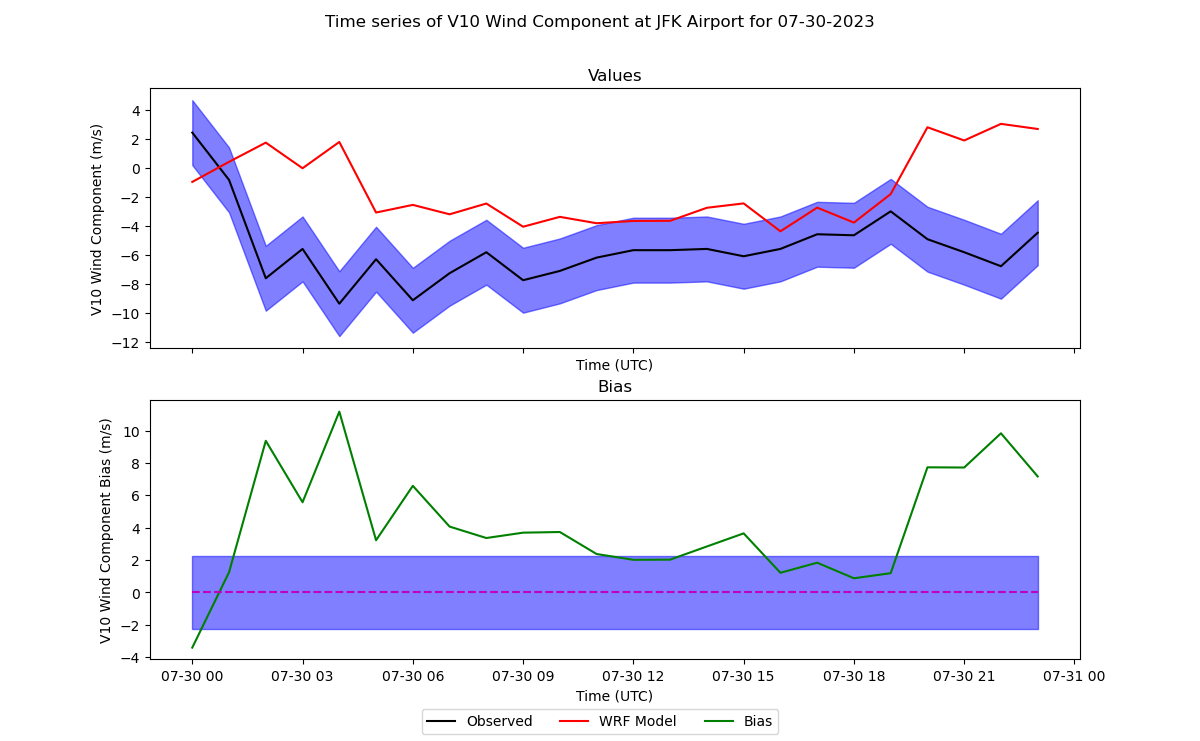 Time series of V10 Wind Component at JFK Airport for 07-30-2023
Values
V10 Wind Component (m/s)
4
2
0
−2
−4
−6
−8
−10
−12
Time (UTC)
Bias
V10 Wind Component Bias (m/s)
10
8
6
4
2
0
−2
−4
07-30 00 07-30 03 07-30 06 07-30 09 07-30 12 07-30 15 07-30 18 07-30 21 07-31 00
Time (UTC)
Observed WRF Model Bias